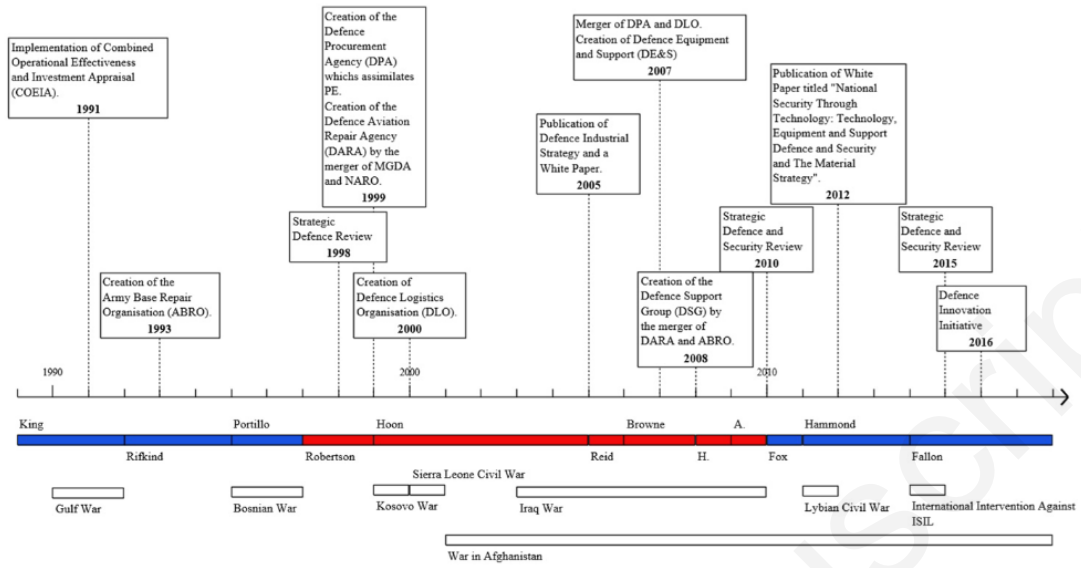 Implementation of Combined
Operational Effectiveness
and Investment Appraisal
(COEIA).
1991
Creation of the
Army Base Repair
Organisation (ABRO).
1993
Creation of the
Defence
Procurement
Agency (DPA)
whichs assimilates
PE.
Creation of the
Defence Aviation
Repair Agency
(DARA) by the
merger of MGDA
and NARO.
1999
Strategic
Defence Review
1998
Creation of
Defence Logistics
Organisation (DLO).
2000
Merger of DPA and DLO.
Creation of Defence Equipment
and Support (DE&S)
2007
Publication of
Defence Industrial
Strategy and a
White Paper.
2005
Creation of the
Defence Support
Group (DSG) by
the merger of
DARA and ABRO.
2008
Strategic
Defence and
Security Review
2010
Publication of White
Paper titled "National
Security Through
Technology: Technology,
Equipment and Support
Defence and Security
and The Material
Strategy".
2012
Strategic
Defence and
Security Review
2015
Defence
Innovation
Initiative
2016
1990
2000
2010
King
Portillo
Hoon
Browne
A.
Hammond
Rifkind
Robertson
Reid
H.
Fox
Fallon
Sierra Leone Civil War
Gulf War
Bosnian War
Kosovo War
Iraq War
Lybian Civil War
International Intervention Against
ISIL
War in Afghanistan